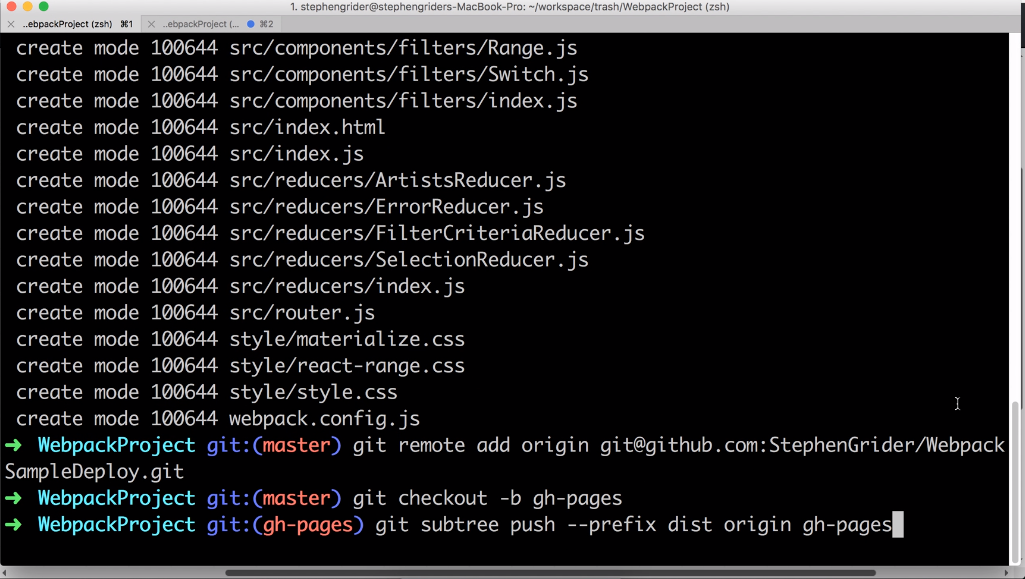 1. stephengrider@stephengriders-MacBook-Pro: ~/workspace/trash/WebpackProject (zsh)
..ebpackProject (zsh) ⌘1 ..ebpackProject (... ⌘2
create mode 100644 src/components/filters/Range.js
create mode 100644 src/components/filters/Switch.js
create mode 100644 src/components/filters/index.js
create mode 100644 src/index.html
create mode 100644 src/index.js
create mode 100644 src/reducers/ArtistsReducer.js
create mode 100644 src/reducers/ErrorReducer.js
create mode 100644 src/reducers/FilterCriteriaReducer.js
create mode 100644 src/reducers/SelectionReducer.js
create mode 100644 src/reducers/index.js
create mode 100644 src/router.js
create mode 100644 style/materialize.css
create mode 100644 style/react-range.css
create mode 100644 style/style.css
create mode 100644 webpack.config.js
➜ WebpackProject git:(master) git remote add origin git@github.com:StephenGrider/Webpack
SampleDeploy.git
➜ WebpackProject git:(master) git checkout -b gh-pages
➜ WebpackProject git:(gh-pages) git subtree push --prefix dist origin gh-pages